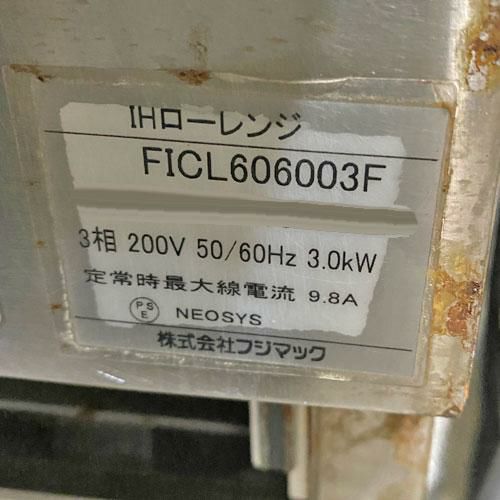 IHローレンジ
FICL606003F
3相 200V 50/60Hz 3.0kW
定常時最大線電流 9.8A
PSE NEOSYS
株式会社フジマック